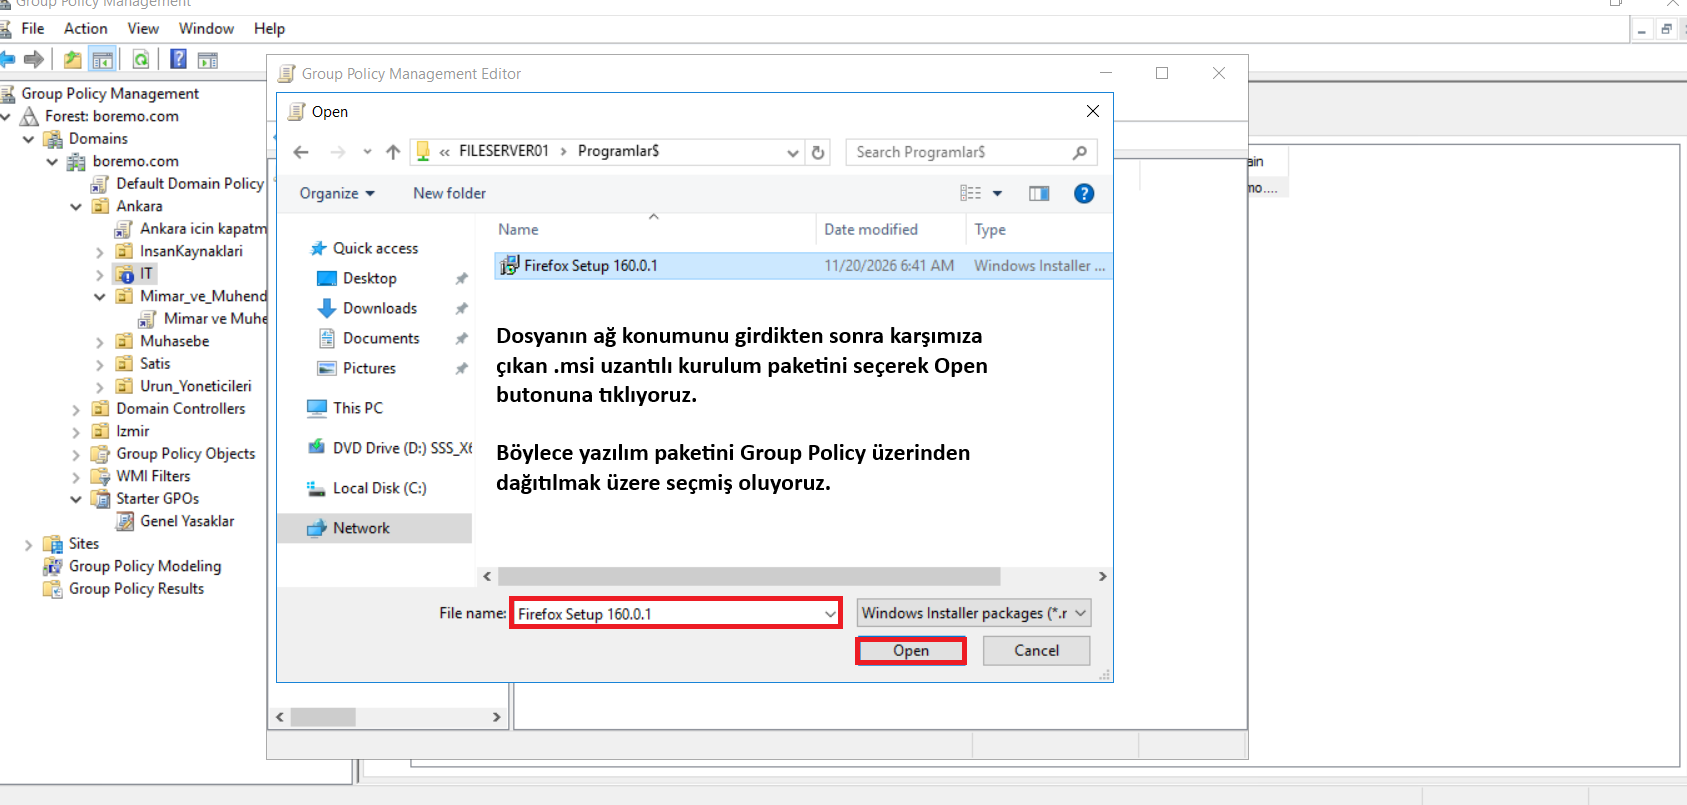 Group Policy Management
File Action View Window Help
Group Policy Management Editor
Group Policy Management
Forest: boremo.com
Domains
boremo.com
Default Domain Policy
Ankara
Ankara icin kapatm
InsanKaynaklari
IT
Mimar_ve_Muhend
Mimar ve Muhe
Muhasebe
Satis
Urun_Yoneticileri
Domain Controllers
Izmir
Group Policy Objects
WMI Filters
Starter GPOs
Genel Yasaklar
Sites
Group Policy Modeling
Group Policy Results
Open
« FILESERVER01 > Programlar$
Search Programlar$
Organize New folder
Quick access
Desktop
Downloads
Documents
Pictures
This PC
DVD Drive (D:) SSS_X6
Local Disk (C:)
Network
Name Date modified Type
Firefox Setup 160.0.1 11/20/2026 6:41 AM Windows Installer ...
Dosyanın ağ konumunu girdikten sonra karşımıza
çıkan .msi uzantılı kurulum paketini seçerek Open
butonuna tıklıyoruz.
Böylece yazılım paketini Group Policy üzerinden
dağıtılmak üzere seçmiş oluyoruz.
File name: Firefox Setup 160.0.1
Windows Installer packages (*.r
Open Cancel
ain
mo....